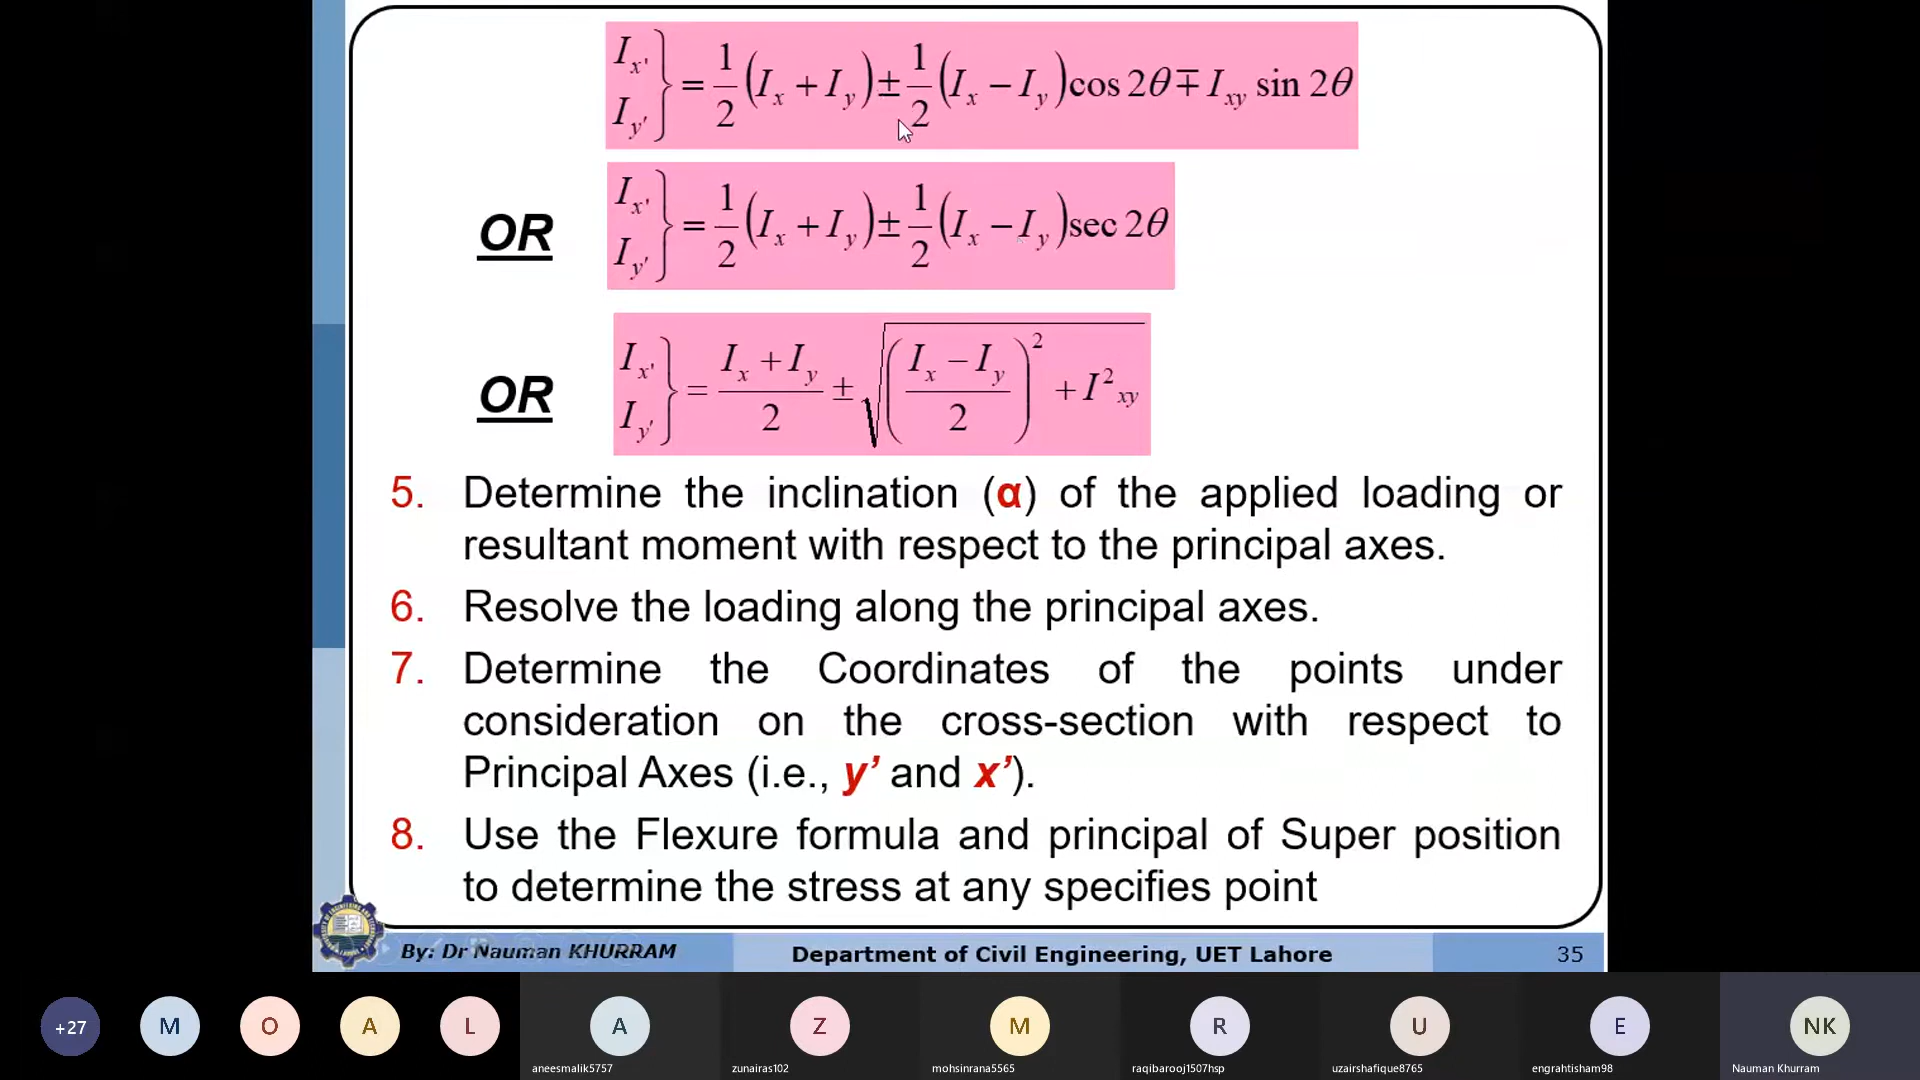 I_x' } I_y' } = 1/2 (I_x + I_y) ± 1/2 (I_x − I_y) cos 2θ ∓ I_xy sin 2θ
OR I_x' } I_y' } = 1/2 (I_x + I_y) ± 1/2 (I_x − I_y) sec 2θ
OR I_x' } I_y' } = (I_x + I_y)/2 ± √(((I_x − I_y)/2)² + I²_xy)
5. Determine the inclination (α) of the applied loading or
resultant moment with respect to the principal axes.
6. Resolve the loading along the principal axes.
7. Determine the Coordinates of the points under
consideration on the cross-section with respect to
Principal Axes (i.e., y’ and x’).
8. Use the Flexure formula and principal of Super position
to determine the stress at any specifies point
By: Dr Nauman KHURRAM Department of Civil Engineering, UET Lahore 35
+27 M O A L A Z M R U E NK
aneesmalik5757 zunairas102 mohsinrana5565 raqibarooj1507hsp uzairshafique8765 engrahtisham98 Nauman Khurram